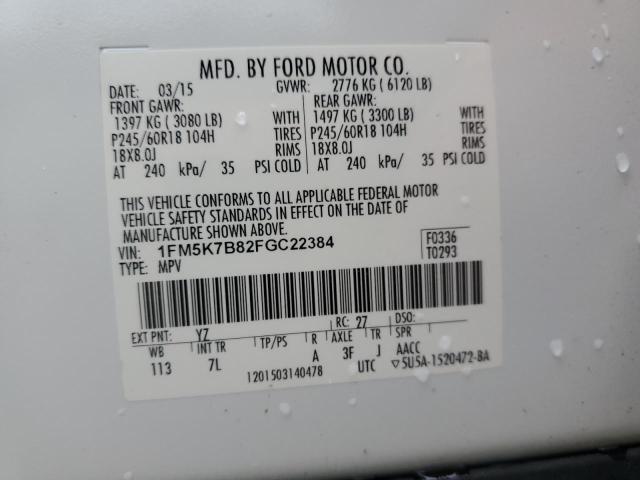 MFD. BY FORD MOTOR CO.
DATE: 03/15 GVWR: 2776 KG ( 6120 LB)
FRONT GAWR: REAR GAWR:
1397 KG ( 3080 LB) WITH 1497 KG ( 3300 LB) WITH
P245/60R18 104H TIRES P245/60R18 104H TIRES
18X8.0J RIMS 18X8.0J RIMS
AT 240 kPa/ 35 PSI COLD AT 240 kPa/ 35 PSI COLD
THIS VEHICLE CONFORMS TO ALL APPLICABLE FEDERAL MOTOR
VEHICLE SAFETY STANDARDS IN EFFECT ON THE DATE OF
MANUFACTURE SHOWN ABOVE.
VIN: 1FM5K7B82FGC22384 F0336
TYPE: MPV T0293
EXT PNT: YZ RC: 27 DSO:
WB INT TR TP/PS R AXLE TR SPR
113 7L A 3F J AACC
1201503140478 UTC ▽5U5A-1520472-BA